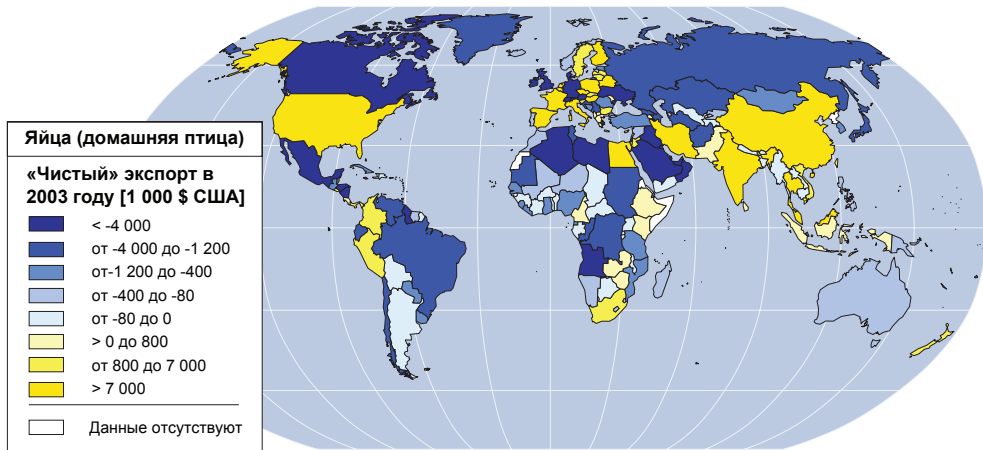 Яйца (домашняя птица)
«Чистый» экспорт в
2003 году [1 000 $ США]
< -4 000
от -4 000 до -1 200
от-1 200 до -400
от -400 до -80
от -80 до 0
> 0 до 800
от 800 до 7 000
> 7 000
Данные отсутствуют